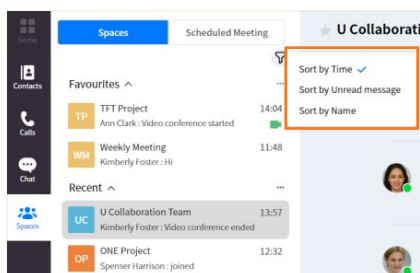 Home
Spaces
Scheduled Meeting
U Collaborati
Sort by Time
Sort by Unread message
Sort by Name
Contacts
Favourites
TP
TFT Project
14:04
Ann Clark : Video conference started
Calls
WM
Weekly Meeting
11:48
Kimberly Foster : Hi
Chat
Recent
Spaces
UC
U Collaboration Team
13:57
Kimberly Foster : Video conference ended
OP
ONE Project
12:32
Spenser Harrison : joined